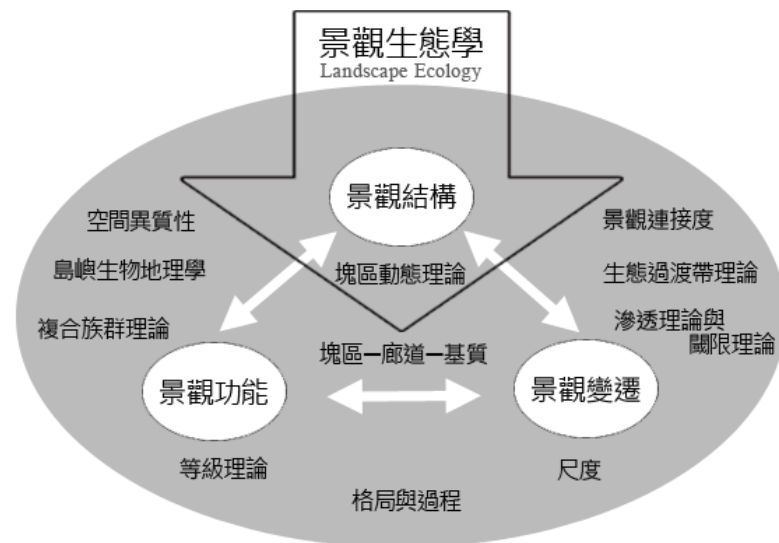 景觀生態學
Landscape Ecology
景觀結構
空間異質性
景觀連接度
島嶼生物地理學
塊區動態理論
生態過渡帶理論
複合族群理論
滲透理論與
閾限理論
塊區─廊道─基質
景觀功能
景觀變遷
等級理論
尺度
格局與過程